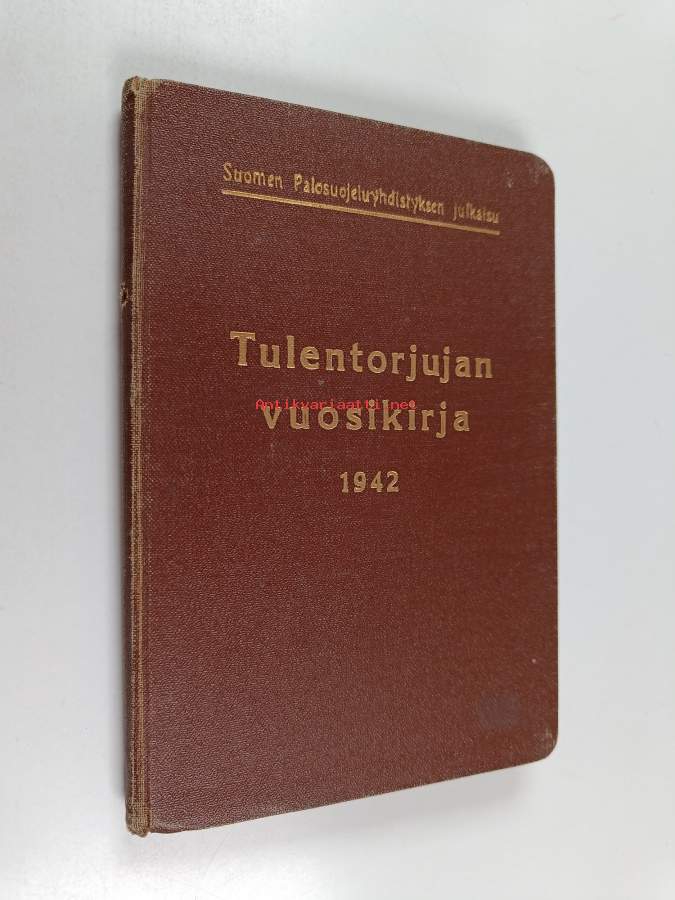 Suomen Palosuojeluyhdistyksen julkaisu
Tulentorjujan
Antikvariaatti.net
vuosikirja
1942